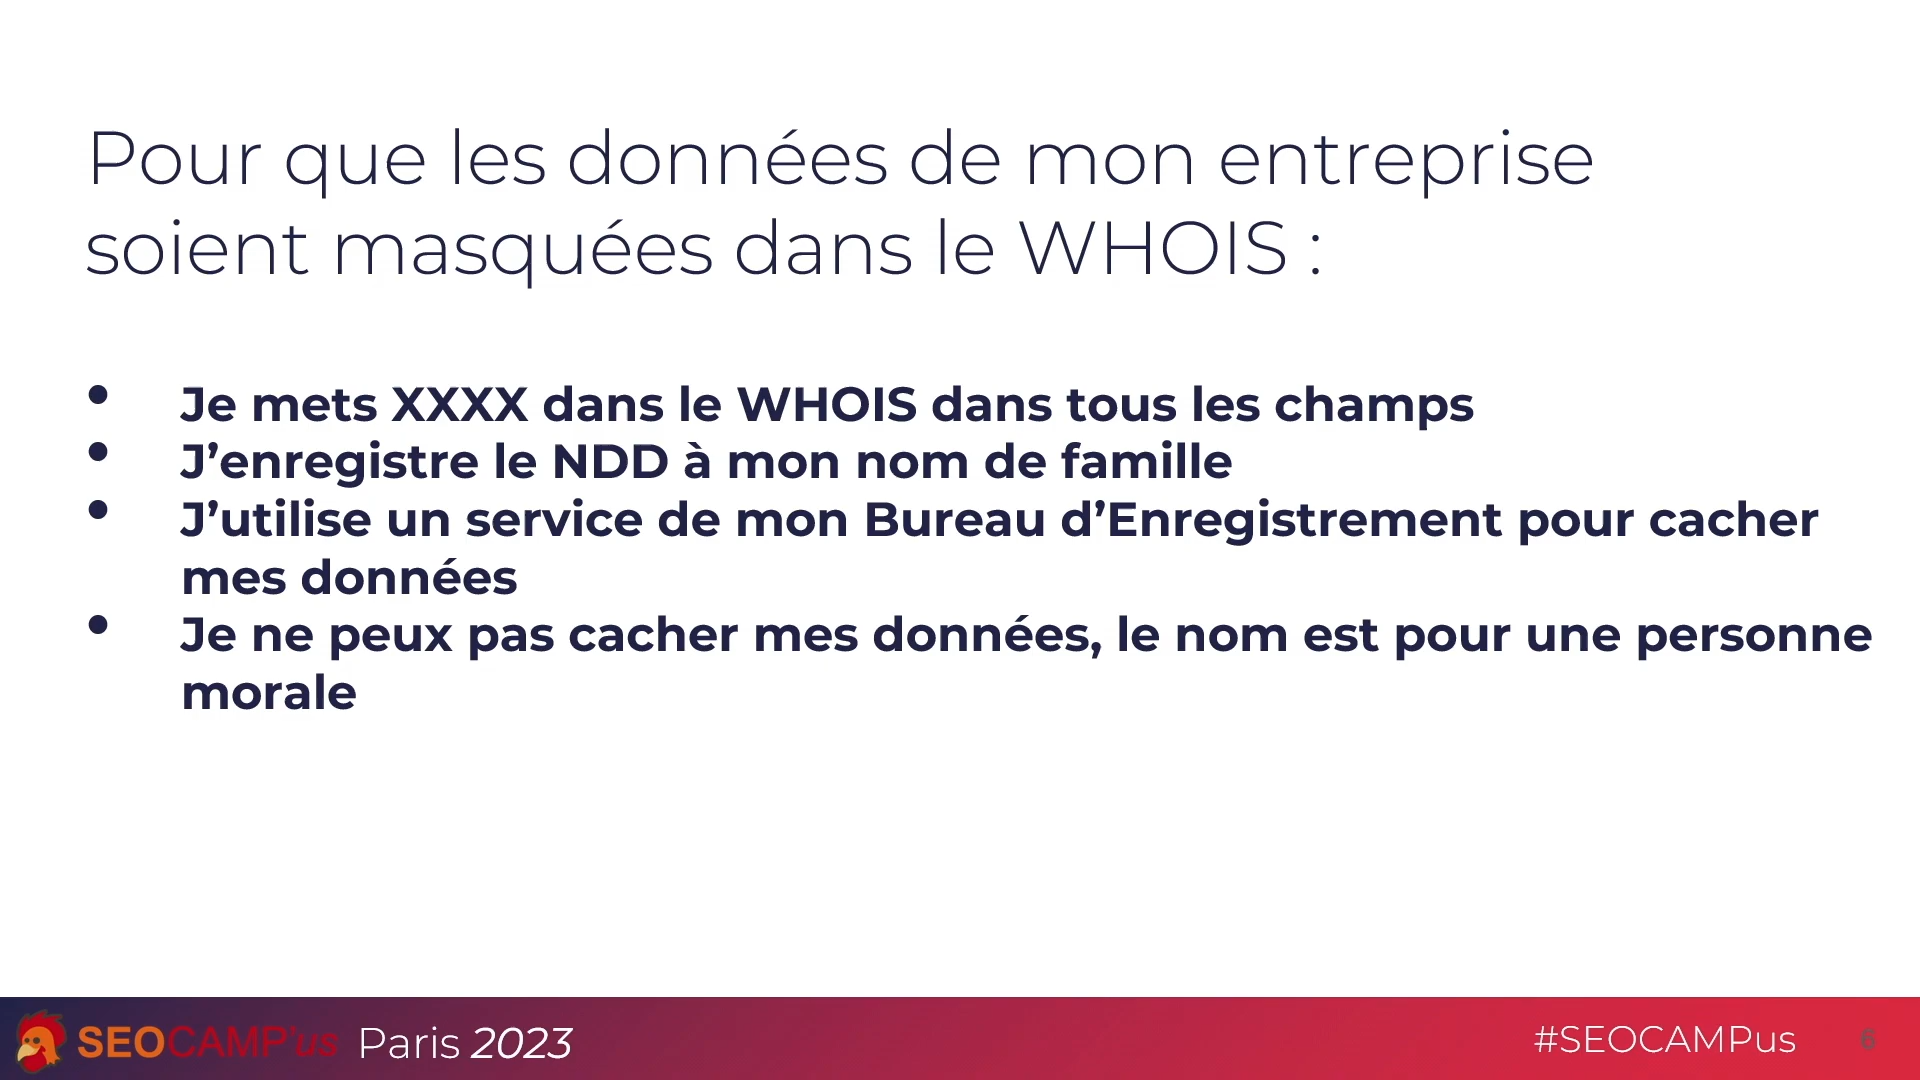 Pour que les données de mon entreprise
soient masquées dans le WHOIS :
• Je mets XXXX dans le WHOIS dans tous les champs
• J’enregistre le NDD à mon nom de famille
• J’utilise un service de mon Bureau d’Enregistrement pour cacher
mes données
• Je ne peux pas cacher mes données, le nom est pour une personne
morale
SEOCAMP'us Paris 2023
#SEOCAMPus 6